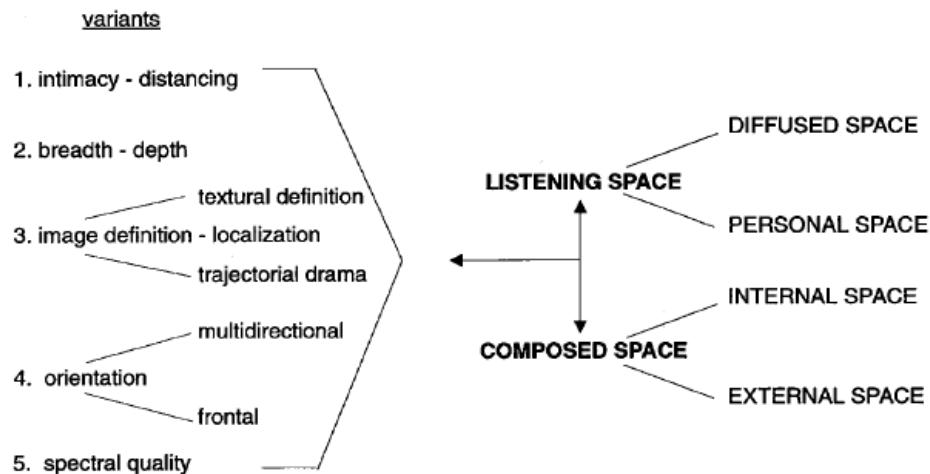 variants
1. intimacy - distancing
2. breadth - depth
textural definition
3. image definition - localization
trajectorial drama
multidirectional
4. orientation
frontal
5. spectral quality
DIFFUSED SPACE
LISTENING SPACE
PERSONAL SPACE
INTERNAL SPACE
COMPOSED SPACE
EXTERNAL SPACE